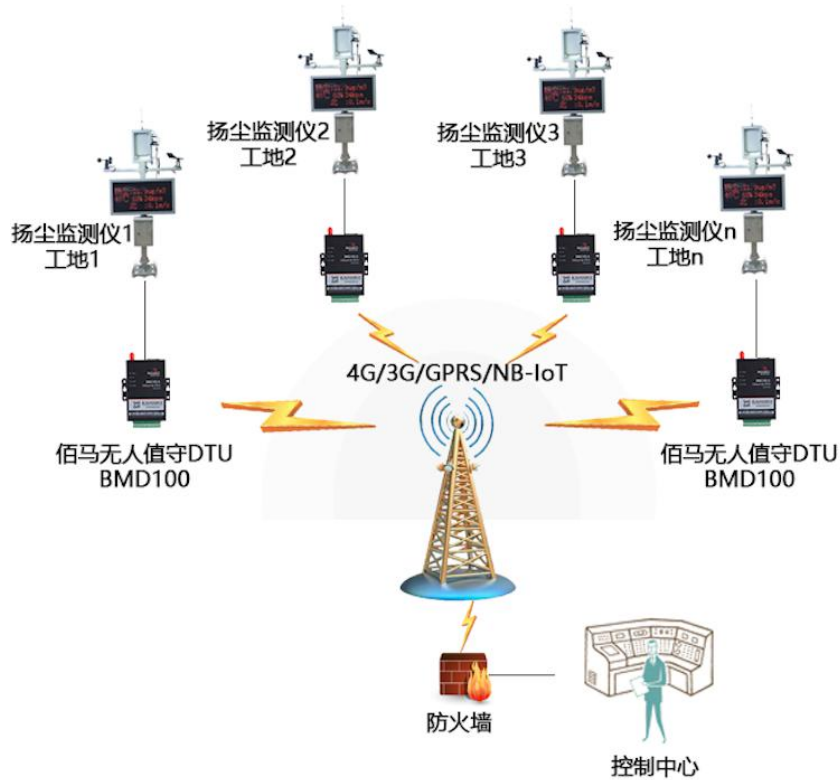 扬尘监测仪2
工地2
扬尘监测仪3
工地3
扬尘监测仪1
工地1
扬尘监测仪n
工地n
4G/3G/GPRS/NB-IoT
佰马无人值守DTU
BMD100
佰马无人值守DTU
BMD100
防火墙
控制中心